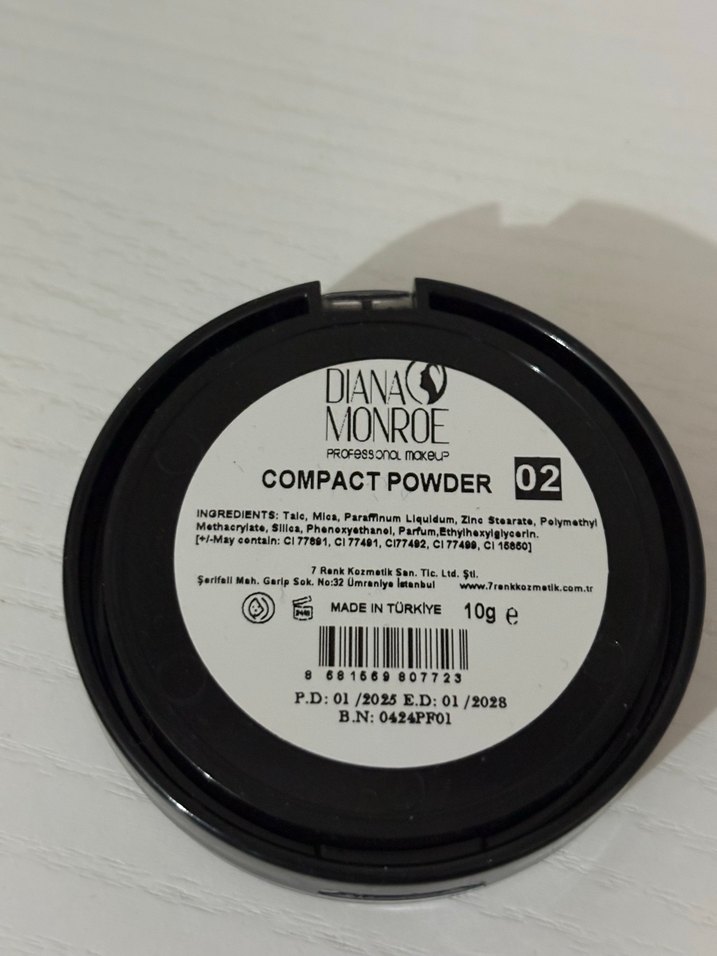 DIANA
MONROE
PROFESSIONAL MAKEUP
COMPACT POWDER 02
INGREDIENTS: Talc, Mica, Paraffinum Liquidum, Zinc Stearate, Polymethyl
Methacrylate, Silica, Phenoxyethanol, Parfum,Ethylhexylglycerin.
[+/-May contain: CI 77891, CI 77491, CI77492, CI 77499, CI 15850]
7 Renk Kozmetik San. Tic. Ltd. Şti.
Şerifali Mah. Garip Sok. No:32 Ümraniye İstanbul www.7renkkozmetik.com.tr
MADE IN TÜRKİYE 10g e
8 681569 807723
P.D: 01 /2025 E.D: 01 /2028
B.N: 0424PF01